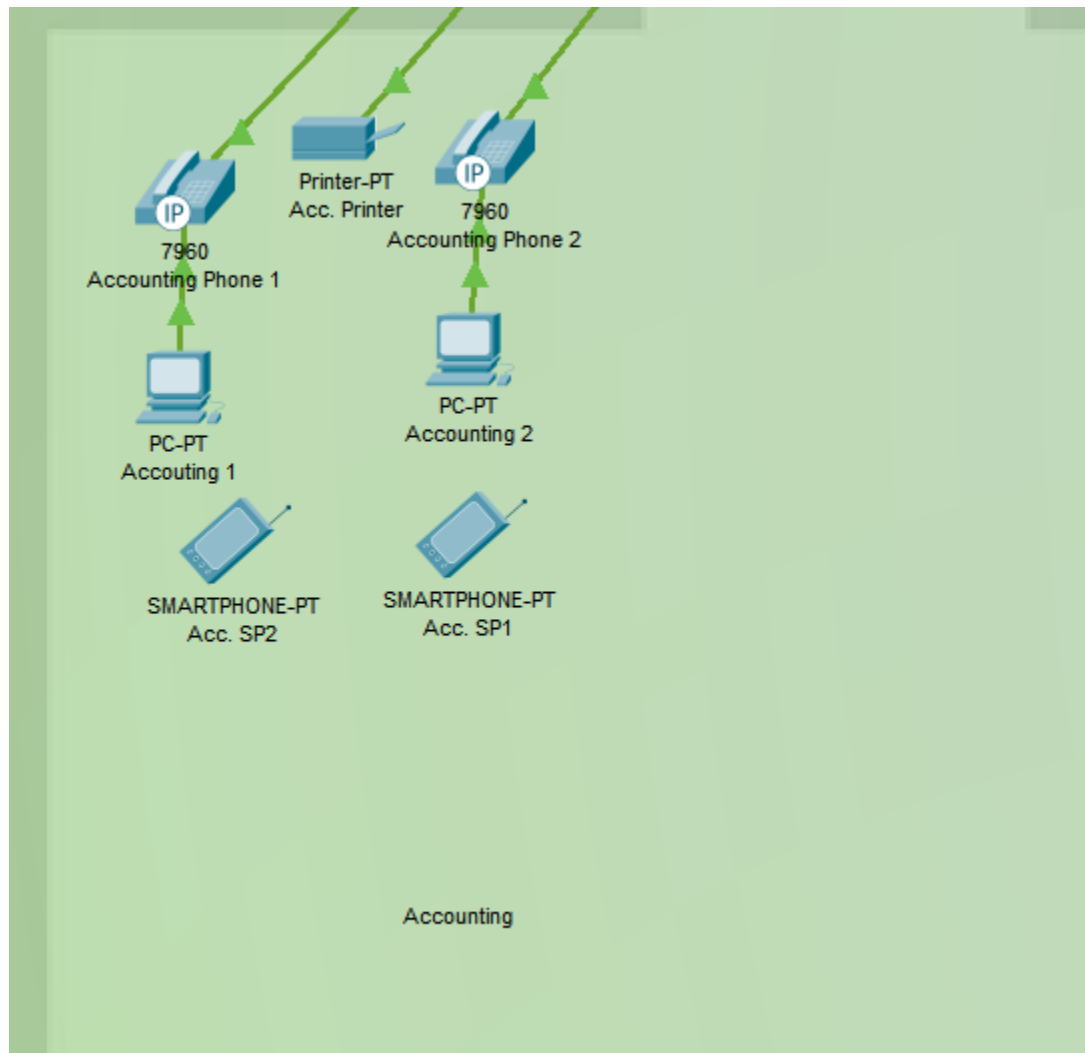 IP
7960
Accounting Phone 1
Printer-PT
Acc. Printer
IP
7960
Accounting Phone 2
PC-PT
Accouting 1
PC-PT
Accounting 2
SMARTPHONE-PT
Acc. SP2
SMARTPHONE-PT
Acc. SP1
Accounting